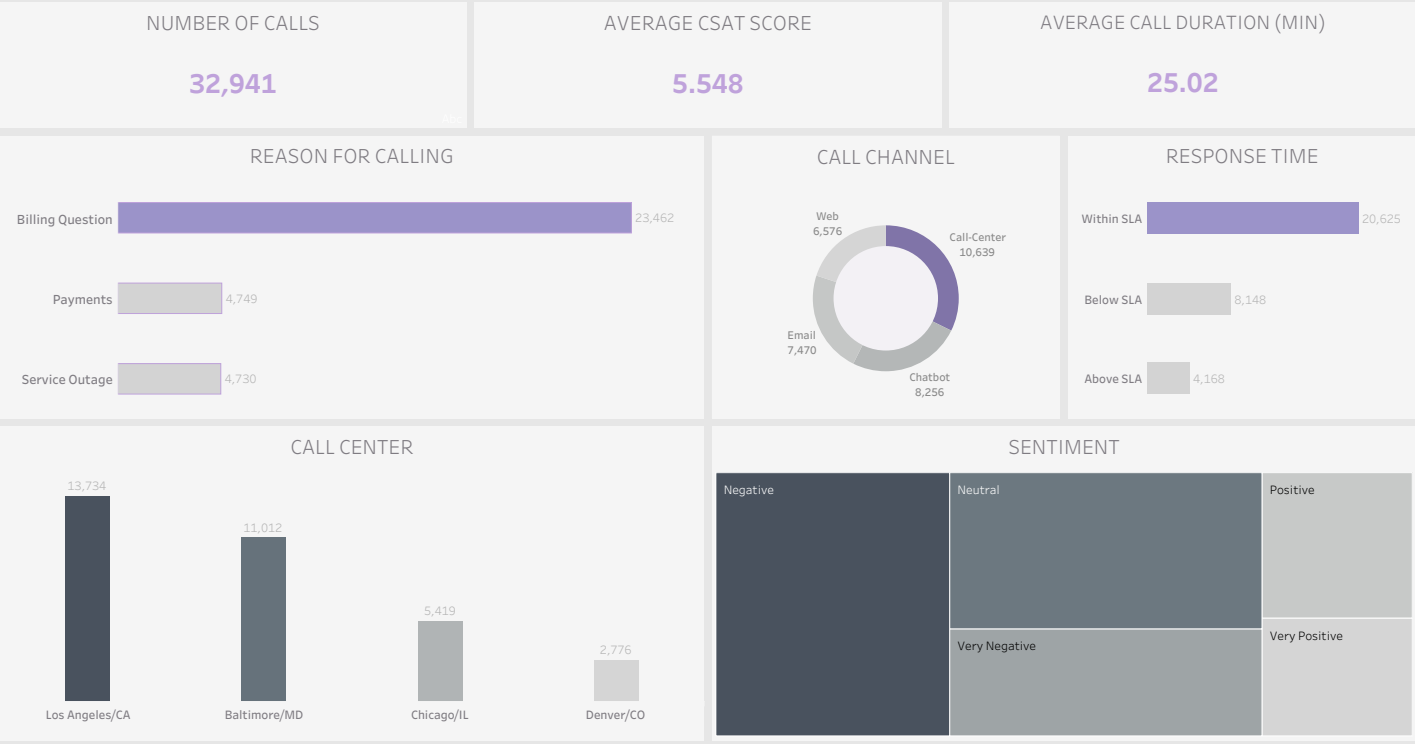 NUMBER OF CALLS
32,941
AVERAGE CSAT SCORE
5.548
AVERAGE CALL DURATION (MIN)
25.02
REASON FOR CALLING
Billing Question
23,462
Payments
4,749
Service Outage
4,730
CALL CHANNEL
Web
6,576
Call-Center
10,639
Email
7,470
Chatbot
8,256
RESPONSE TIME
Within SLA
20,625
Below SLA
8,148
Above SLA
4,168
CALL CENTER
13,734
11,012
5,419
2,776
Los Angeles/CA
Baltimore/MD
Chicago/IL
Denver/CO
SENTIMENT
Negative
Neutral
Positive
Very Negative
Very Positive